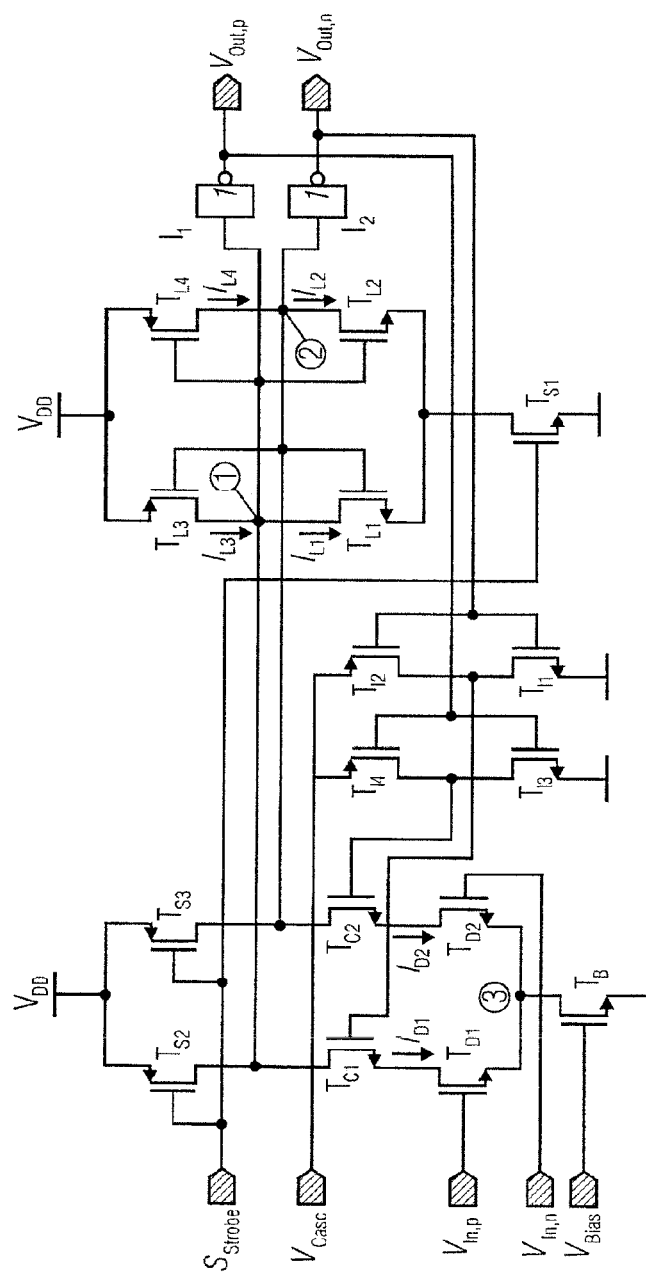 V_DD
V_DD
T_S2
T_S3
T_L3
T_L4
I_L3
I_L4
①
②
I_L1
I_L2
T_L1
T_L2
I_1
I_2
1
1
V_Out,p
V_Out,n
S_Strobe
V_Casc
T_C1
T_C2
T_I4
T_I2
T_I3
T_I1
T_S1
I_D1
I_D2
T_D1
T_D2
③
T_B
V_In,p
V_In,n
V_Bias